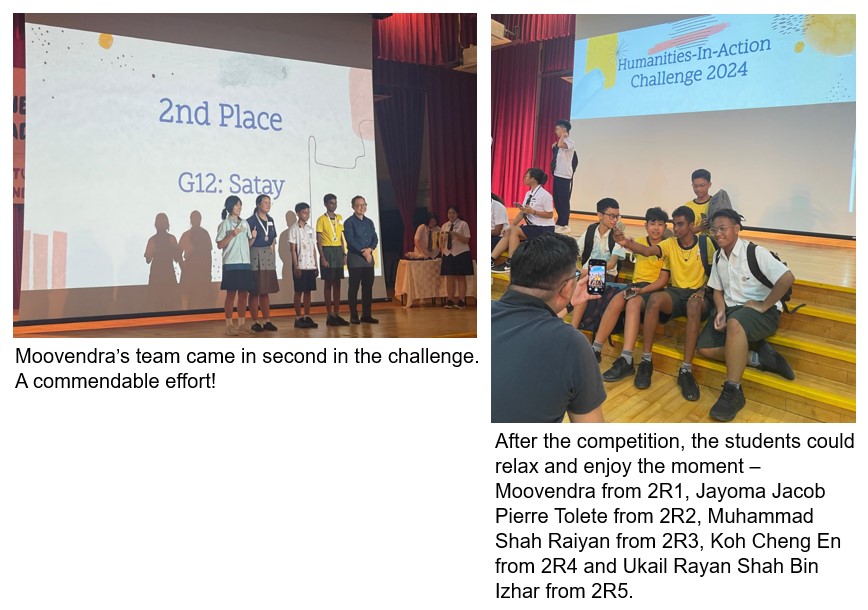 2nd Place
G12: Satay
Moovendra's team came in second in the challenge.
A commendable effort!
Humanities-In-Action
Challenge 2024
After the competition, the students could
relax and enjoy the moment –
Moovendra from 2R1, Jayoma Jacob
Pierre Tolete from 2R2, Muhammad
Shah Raiyan from 2R3, Koh Cheng En
from 2R4 and Ukail Rayan Shah Bin
Izhar from 2R5.